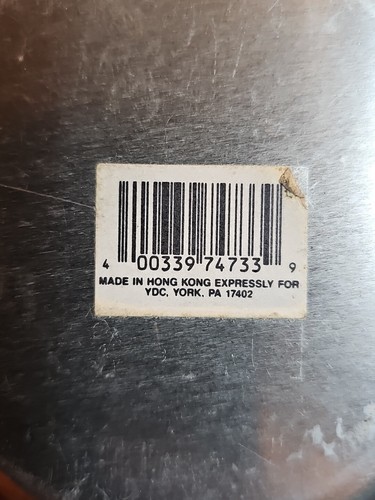 4 00339 74733 9
MADE IN HONG KONG EXPRESSLY FOR
YDC, YORK, PA 17402